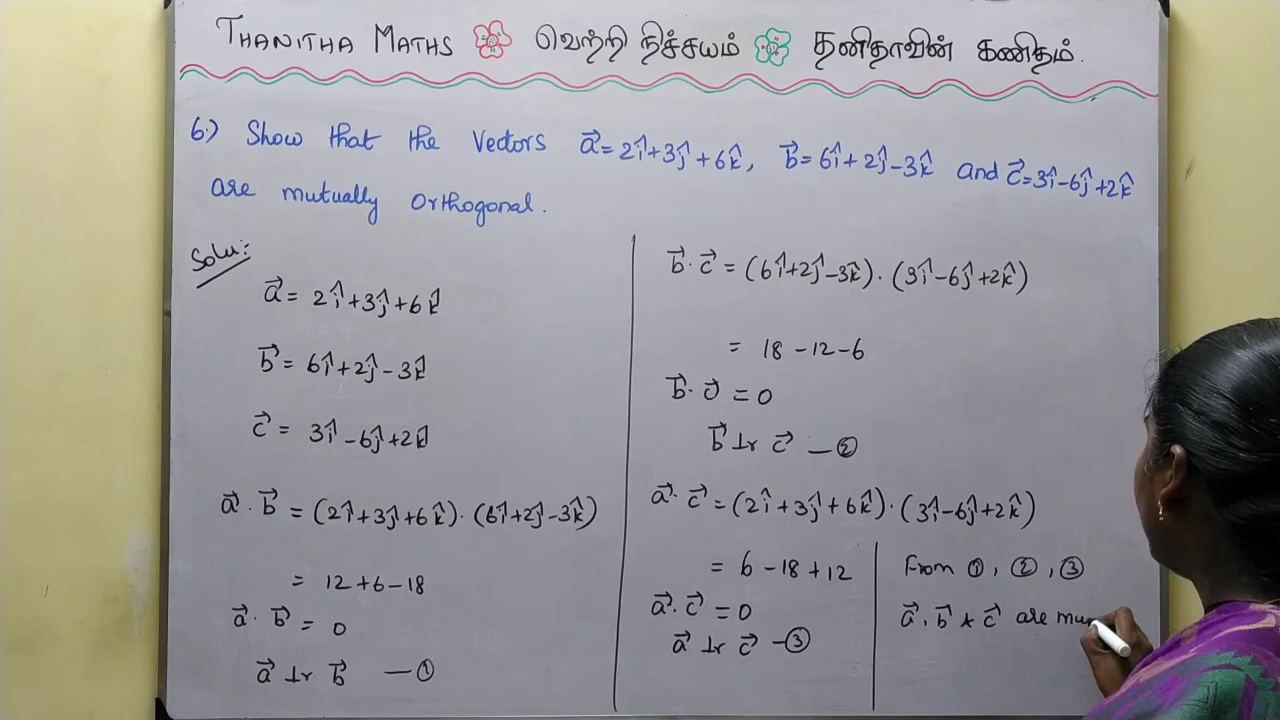 THANITHA MATHS வெற்றி நிச்சயம் தனிதாவின் கணிதம்.
6.) Show that the Vectors a⃗=2î+3ĵ+6k̂, b⃗=6î+2ĵ-3k̂ and c⃗=3î-6ĵ+2k̂
are mutually Orthogonal.
Solu:
a⃗= 2î+3ĵ+6k̂
b⃗= 6î+2ĵ-3k̂
c⃗= 3î-6ĵ+2k̂
a⃗. b⃗ = (2î+3ĵ+6k̂).(6î+2ĵ-3k̂)
= 12+6-18
a⃗. b⃗ = 0
a⃗ ⊥r b⃗ —①
b⃗. c⃗ = (6î+2ĵ-3k̂).(3î-6ĵ+2k̂)
= 18-12-6
b⃗. c⃗ = 0
b⃗ ⊥r c⃗ —②
a⃗. c⃗ = (2î+3ĵ+6k̂).(3î-6ĵ+2k̂)
= 6-18+12
a⃗. c⃗ = 0
a⃗ ⊥r c⃗ -③
From ①, ②, ③
a⃗, b⃗ & c⃗ are mu